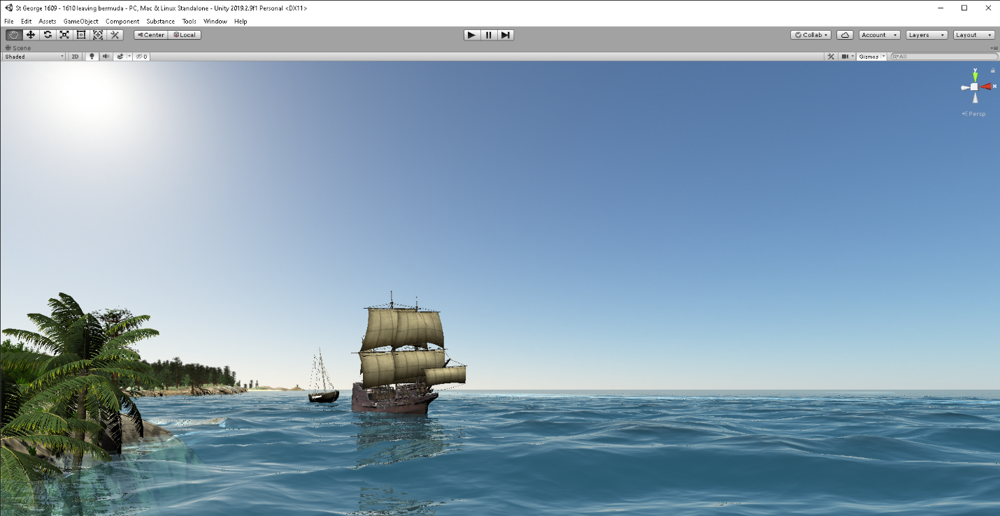 St George 1609 - 1610 leaving bermuda - PC, Mac & Linux Standalone - Unity 2019.2.9f1 Personal <DX11>
File Edit Assets GameObject Component Substance Tools Window Help
Center Local Collab Account Layers Layout
Scene
Shaded 2D 0 Gizmos All
y
x
Persp